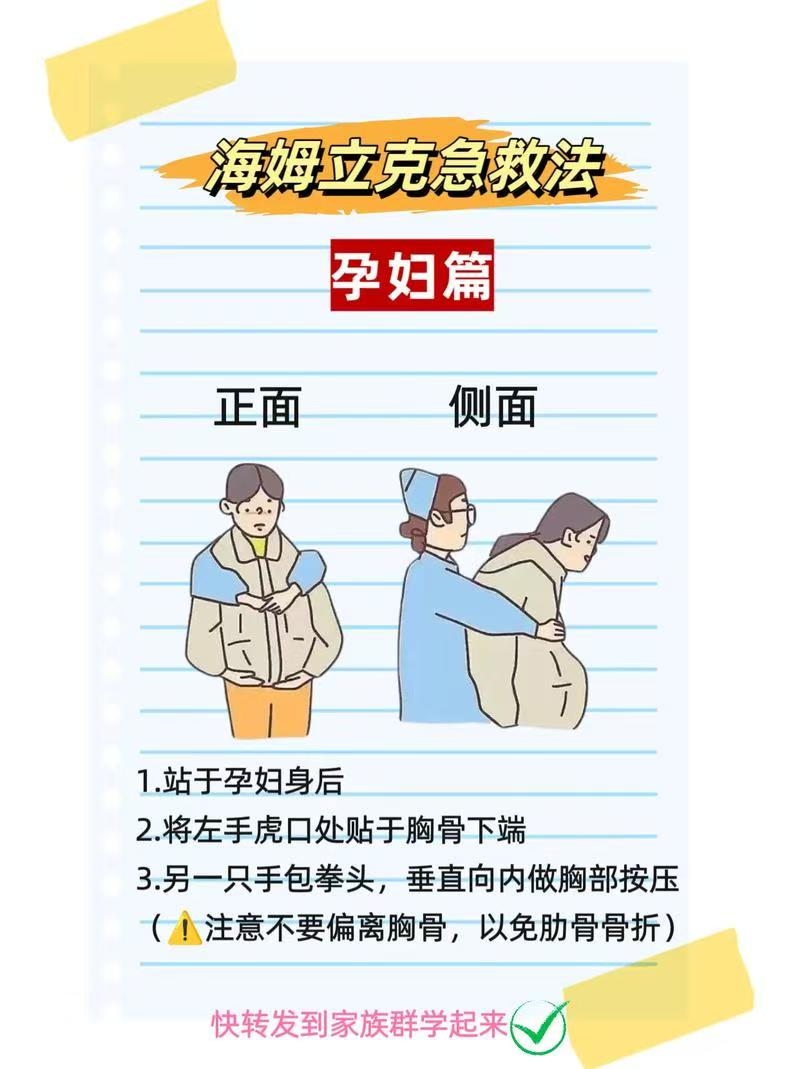 海姆立克急救法
孕妇篇
正面 侧面
1.站于孕妇身后
2.将左手虎口处贴于胸骨下端
3.另一只手包拳头，垂直向内做胸部按压
（⚠️注意不要偏离胸骨，以免肋骨骨折）
快转发到家族群学起来